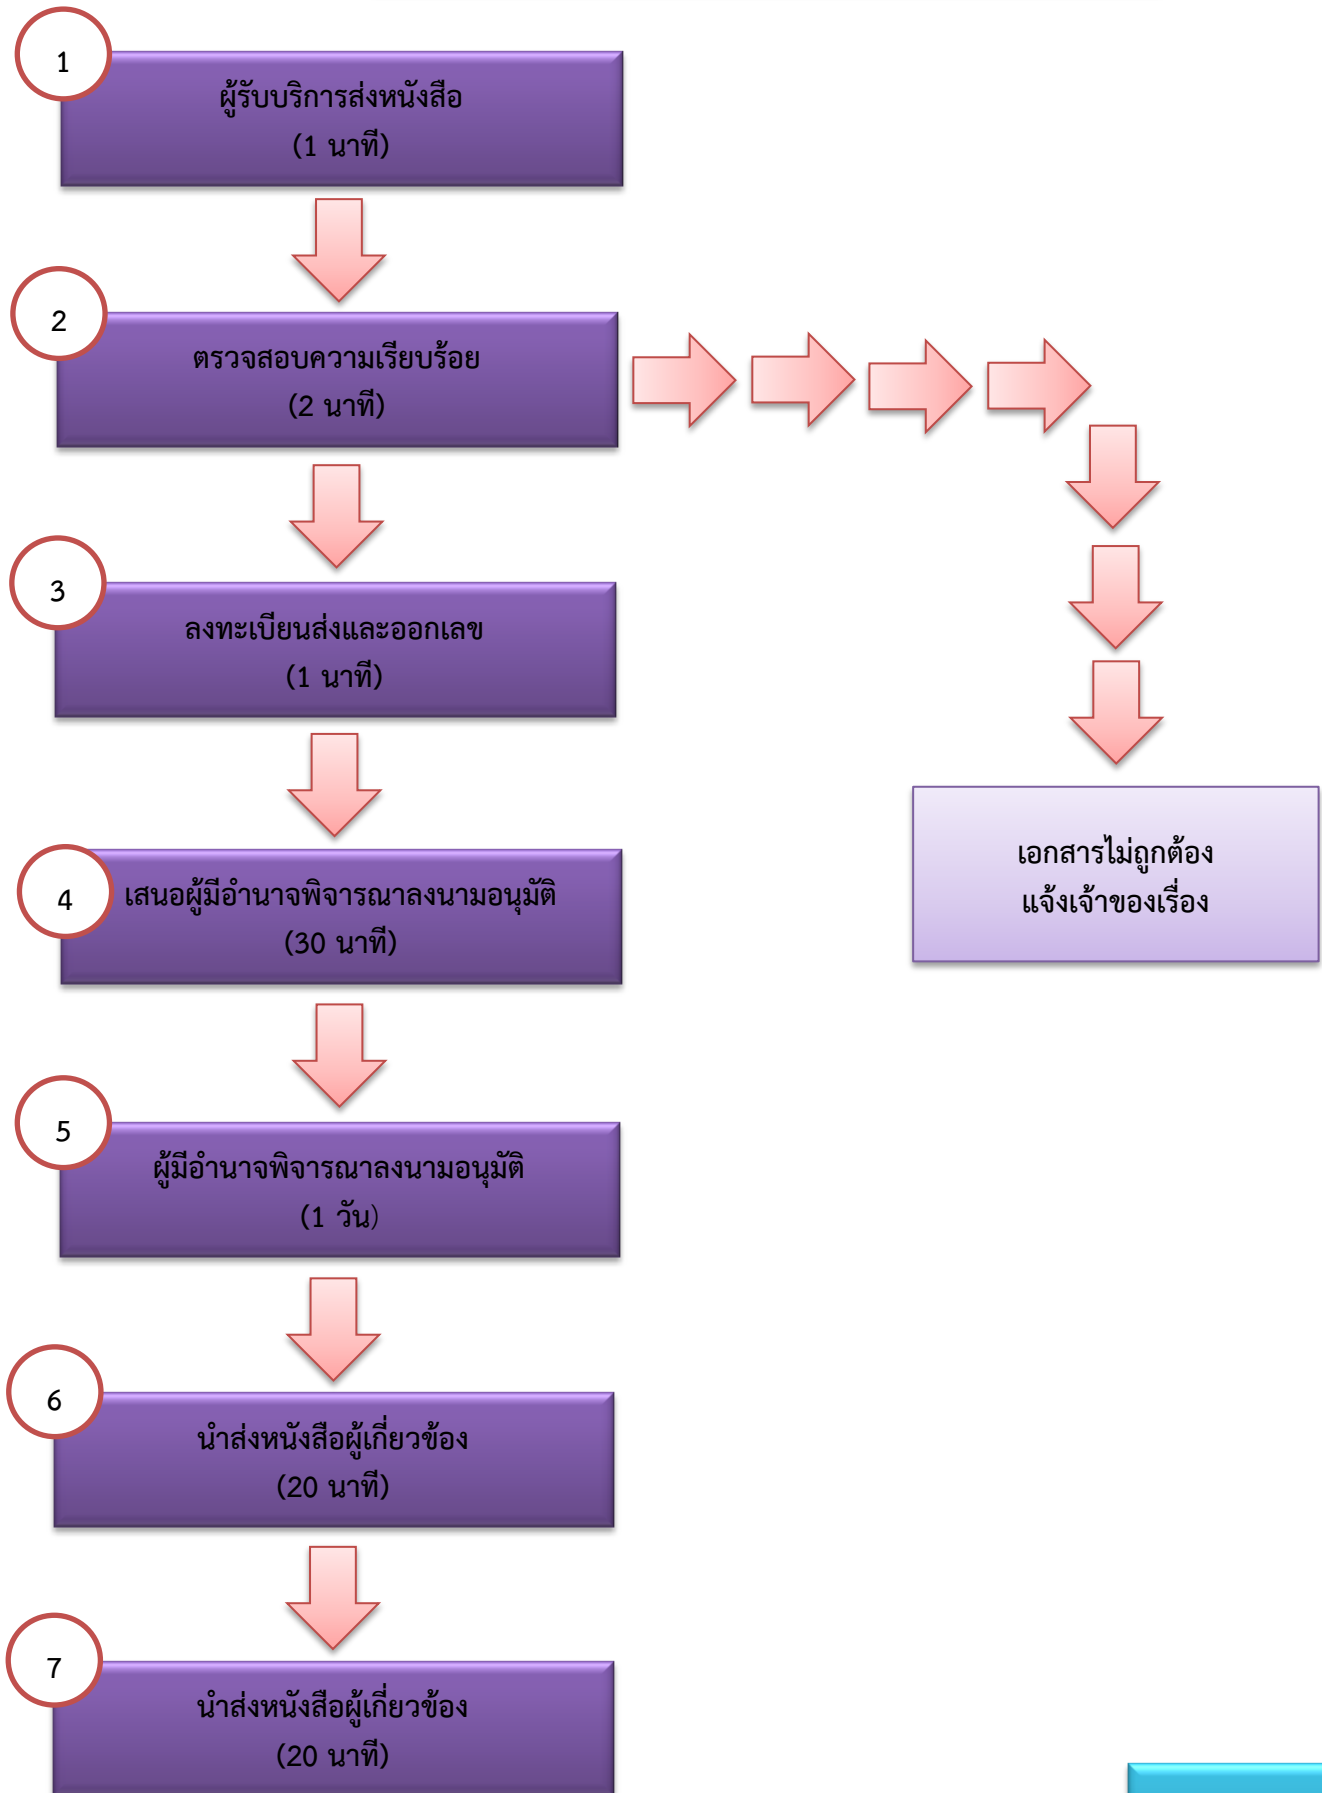 1
ผู้รับบริการส่งหนังสือ
(1 นาที)
2
ตรวจสอบความเรียบร้อย
(2 นาที)
3
ลงทะเบียนส่งและออกเลข
(1 นาที)
4
เสนอผู้มีอำนาจพิจารณาลงนามอนุมัติ
(30 นาที)
เอกสารไม่ถูกต้อง
แจ้งเจ้าของเรื่อง
5
ผู้มีอำนาจพิจารณาลงนามอนุมัติ
(1 วัน)
6
นำส่งหนังสือผู้เกี่ยวข้อง
(20 นาที)
7
นำส่งหนังสือผู้เกี่ยวข้อง
(20 นาที)